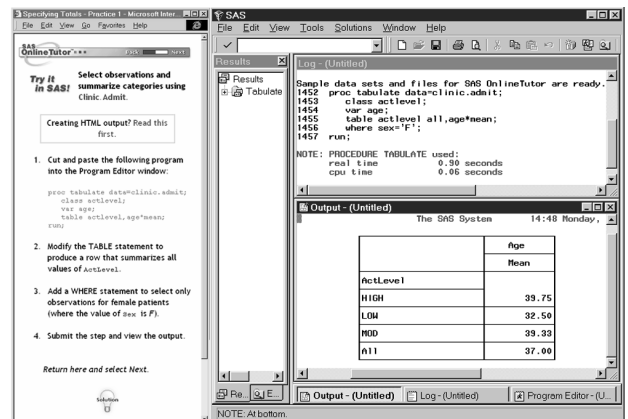 Specifying Totals - Practice 1 - Microsoft Inter...
File Edit View Go Favorites Help
SAS
OnlineTutor
Back Next
Try it in SAS!
Select observations and
summarize categories using
Clinic.Admit.
Creating HTML output? Read this
first.
1. Cut and paste the following program
into the Program Editor window:
proc tabulate data=clinic.admit;
class actlevel;
var age;
table actlevel,age*mean;
run;
2. Modify the TABLE statement to
produce a row that summarizes all
values of ActLevel.
3. Add a WHERE statement to select only
observations for female patients
(where the value of Sex is F).
4. Submit the step and view the output.
Return here and select Next.
Solution
SAS
File Edit View Tools Solutions Window Help
Results
Results
Tabulate
Re...
E...
Log - (Untitled)
Sample data sets and files for SAS OnlineTutor are ready.
1452 proc tabulate data=clinic.admit;
1453 class actlevel;
1454 var age;
1455 table actlevel all,age*mean;
1456 where sex='F';
1457 run;
NOTE: PROCEDURE TABULATE used:
real time 0.90 seconds
cpu time 0.06 seconds
Output - (Untitled)
The SAS System 14:48 Monday,
Age
Mean
ActLevel
HIGH 39.75
LOW 32.50
MOD 39.33
All 37.00
Output - (Untitled) Log - (Untitled) Program Editor - (U...
NOTE: At bottom.